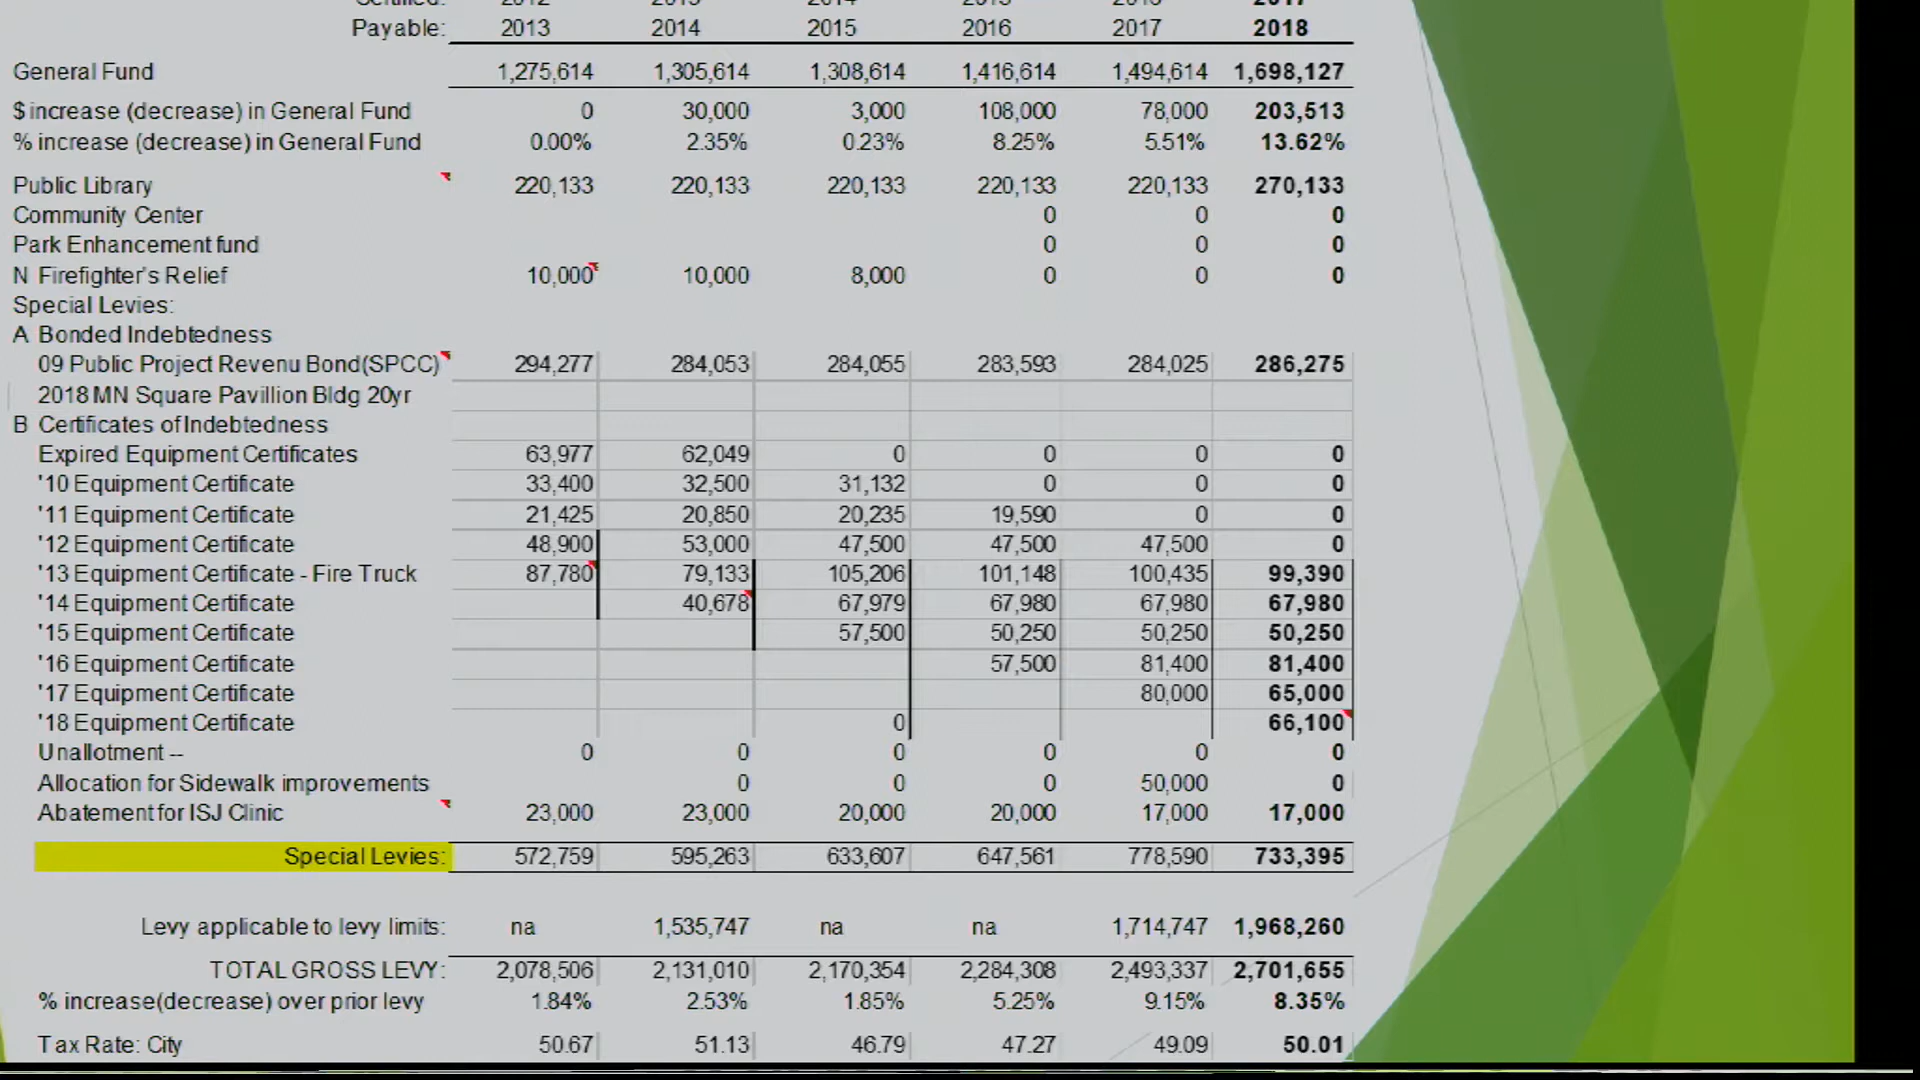 Certified: 2012 2013 2014 2015 2016 2017
Payable: 2013 2014 2015 2016 2017 2018
General Fund 1,275,614 1,305,614 1,308,614 1,416,614 1,494,614 1,698,127
$ increase (decrease) in General Fund 0 30,000 3,000 108,000 78,000 203,513
% increase (decrease) in General Fund 0.00% 2.35% 0.23% 8.25% 5.51% 13.62%
Public Library 220,133 220,133 220,133 220,133 220,133 270,133
Community Center 0 0 0
Park Enhancement fund 0 0 0
N Firefighter's Relief 10,000 10,000 8,000 0 0 0
Special Levies:
A Bonded Indebtedness
09 Public Project Revenu Bond(SPCC) 294,277 284,053 284,055 283,593 284,025 286,275
2018 MN Square Pavillion Bldg 20yr
B Certificates of Indebtedness
Expired Equipment Certificates 63,977 62,049 0 0 0 0
'10 Equipment Certificate 33,400 32,500 31,132 0 0 0
'11 Equipment Certificate 21,425 20,850 20,235 19,590 0 0
'12 Equipment Certificate 48,900 53,000 47,500 47,500 47,500 0
'13 Equipment Certificate - Fire Truck 87,780 79,133 105,206 101,148 100,435 99,390
'14 Equipment Certificate 40,678 67,979 67,980 67,980 67,980
'15 Equipment Certificate 57,500 50,250 50,250 50,250
'16 Equipment Certificate 57,500 81,400 81,400
'17 Equipment Certificate 80,000 65,000
'18 Equipment Certificate 0 66,100
Unallotment -- 0 0 0 0 0 0
Allocation for Sidewalk improvements 0 0 0 50,000 0
Abatement for ISJ Clinic 23,000 23,000 20,000 20,000 17,000 17,000
Special Levies: 572,759 595,263 633,607 647,561 778,590 733,395
Levy applicable to levy limits: na 1,535,747 na na 1,714,747 1,968,260
TOTAL GROSS LEVY: 2,078,506 2,131,010 2,170,354 2,284,308 2,493,337 2,701,655
% increase(decrease) over prior levy 1.84% 2.53% 1.85% 5.25% 9.15% 8.35%
Tax Rate: City 50.67 51.13 46.79 47.27 49.09 50.01